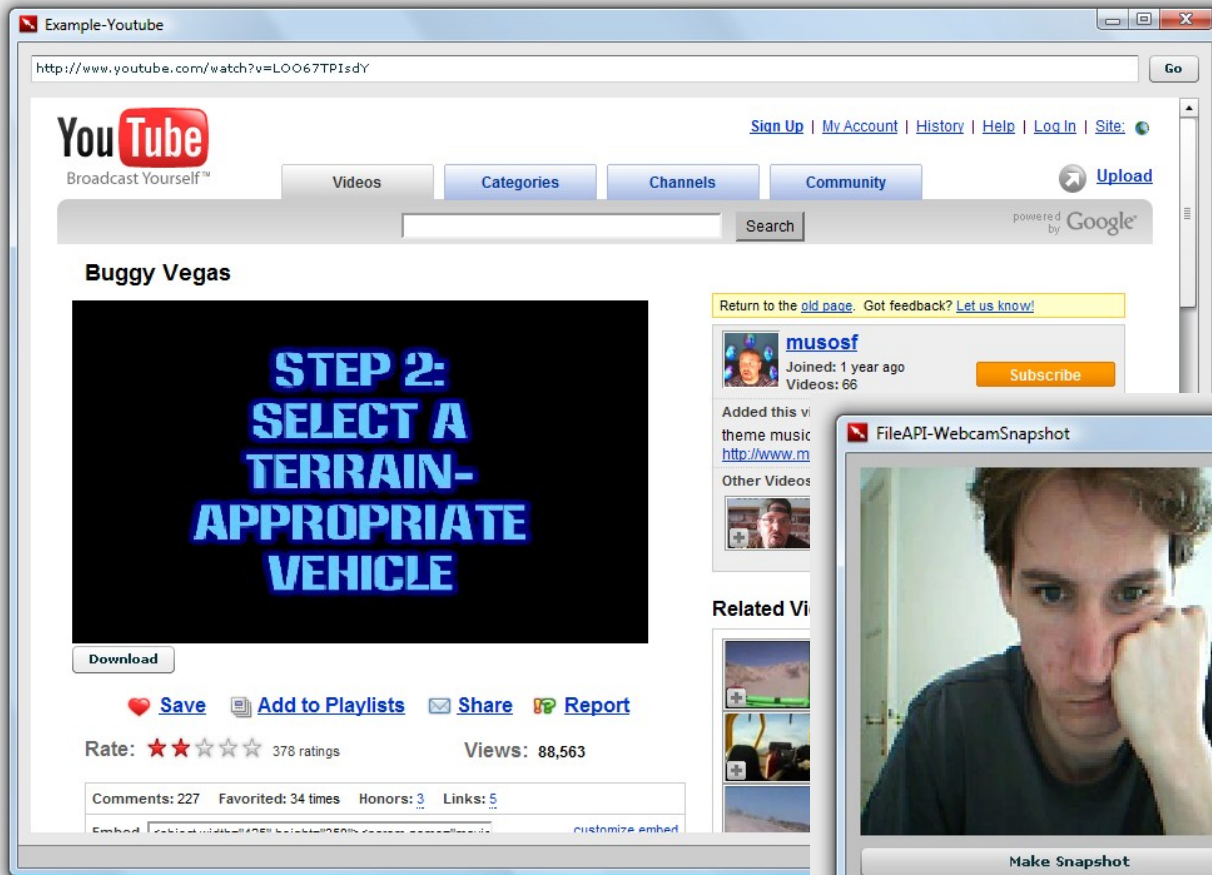 Example-Youtube
http://www.youtube.com/watch?v=LOO67TPIsdY
Go
You Tube
Broadcast Yourself™
Sign Up | My Account | History | Help | Log In | Site:
Videos
Categories
Channels
Community
Upload
Search
powered by Google
Buggy Vegas
STEP 2:
SELECT A
TERRAIN-
APPROPRIATE
VEHICLE
Download
Save
Add to Playlists
Share
Report
Rate:
378 ratings
Views: 88,563
Comments: 227 Favorited: 34 times Honors: 3 Links: 5
customize embed
Return to the old page. Got feedback? Let us know!
musosf
Joined: 1 year ago
Videos: 66
Subscribe
Added this vi
theme music
http://www.m
Other Videos
Related Vi
FileAPI-WebcamSnapshot
Make Snapshot